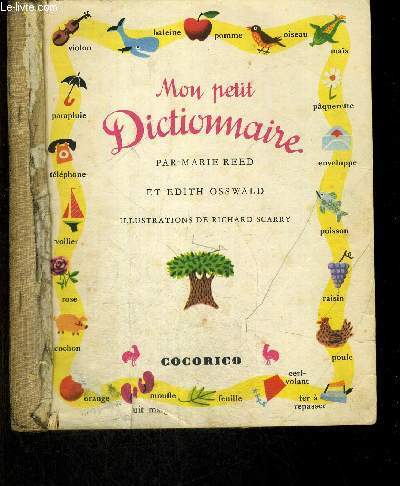 Le-livre.com
violon
baleine
pomme
oiseau
maïs
parapluie
pâquerette
Mon petit
Dictionnaire
PAR MARIE REED
ET EDITH OSSWALD
ILLUSTRATIONS DE RICHARD SCARRY
téléphone
enveloppe
voilier
poisson
rose
raisin
cochon
poule
COCORICO
orange
moufle
feuille
cerf-
volant
fer à
repasser